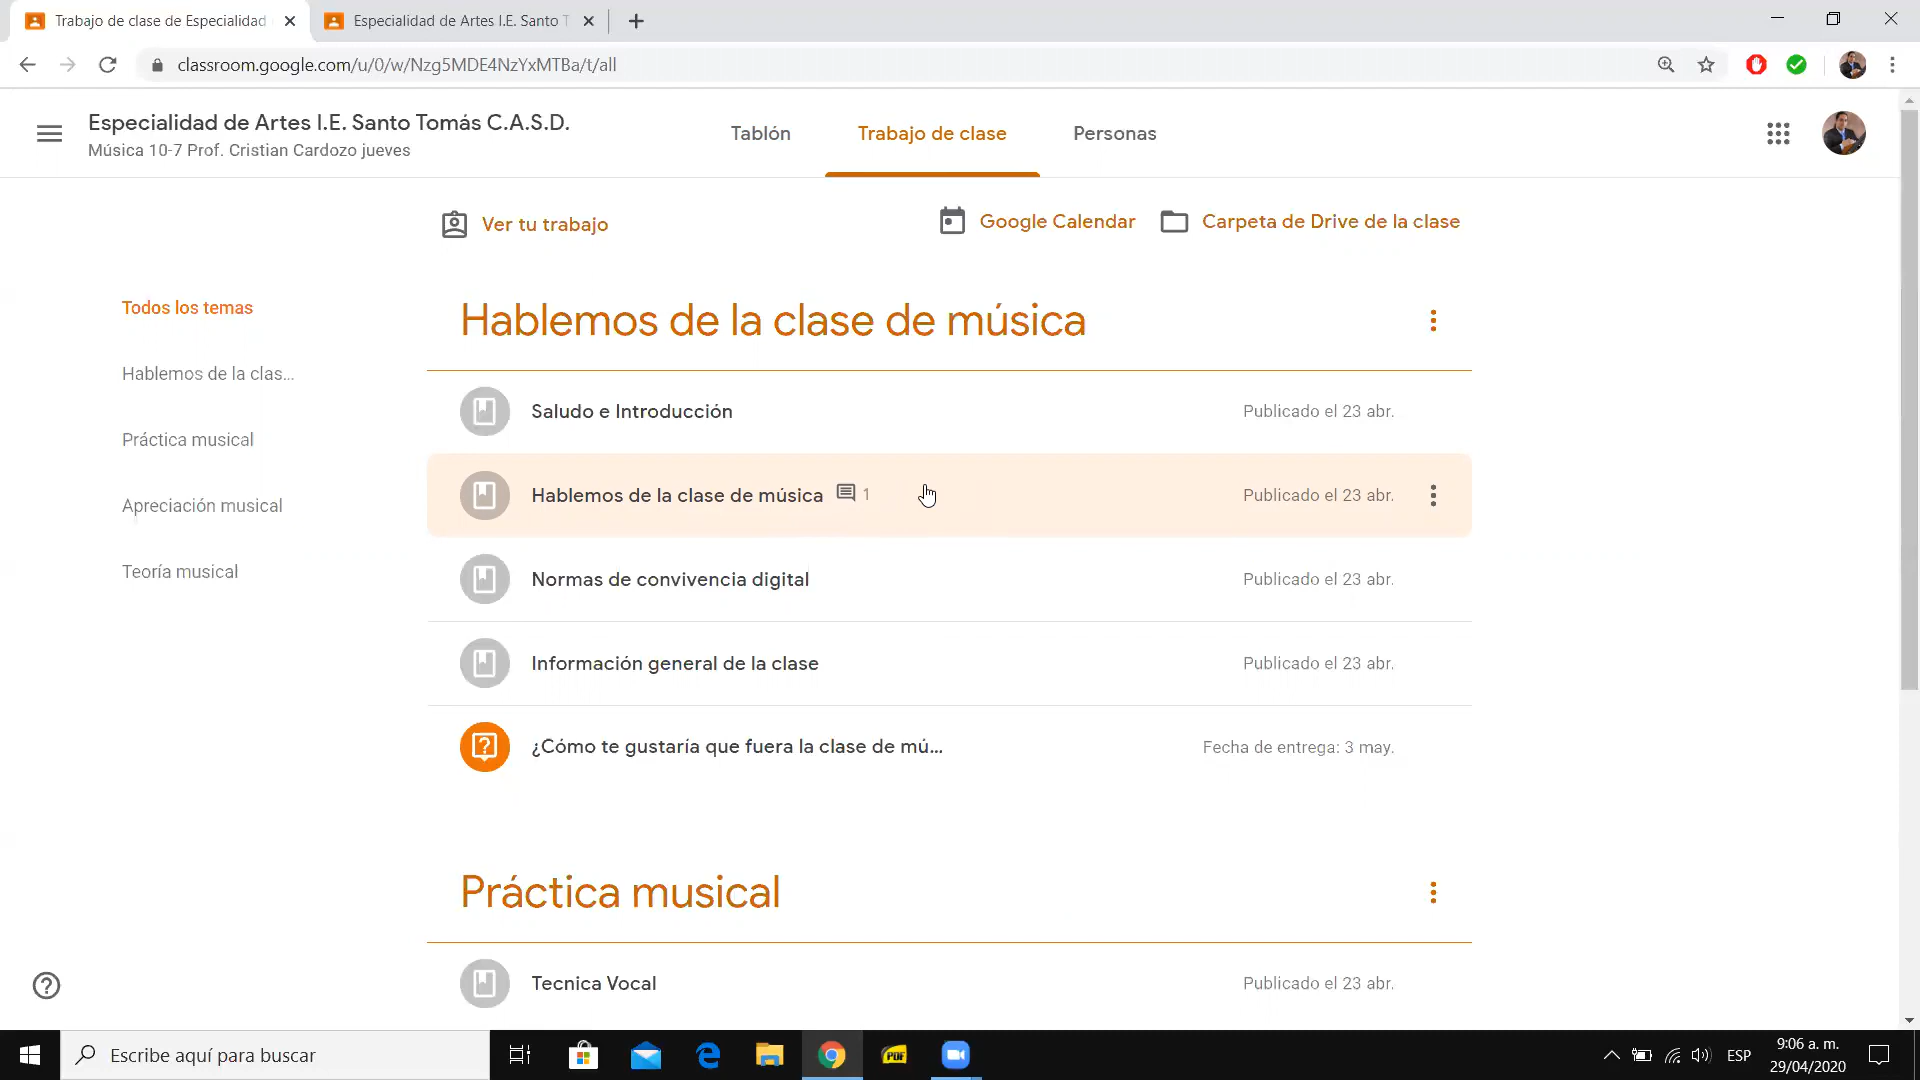 Trabajo de clase de Especialidad
Especialidad de Artes I.E. Santo T
classroom.google.com/u/0/w/Nzg5MDE4NzYxMTBa/t/all
Especialidad de Artes I.E. Santo Tomás C.A.S.D.
Música 10-7 Prof. Cristian Cardozo jueves
Tablón
Trabajo de clase
Personas
Ver tu trabajo
Google Calendar
Carpeta de Drive de la clase
Todos los temas
Hablemos de la clas...
Práctica musical
Apreciación musical
Teoría musical
Hablemos de la clase de música
Saludo e Introducción
Publicado el 23 abr.
Hablemos de la clase de música
1
Publicado el 23 abr.
Normas de convivencia digital
Publicado el 23 abr.
Información general de la clase
Publicado el 23 abr.
¿Cómo te gustaría que fuera la clase de mú...
Fecha de entrega: 3 may.
Práctica musical
Tecnica Vocal
Publicado el 23 abr.
Escribe aquí para buscar
PDF
ESP
9:06 a. m.
29/04/2020